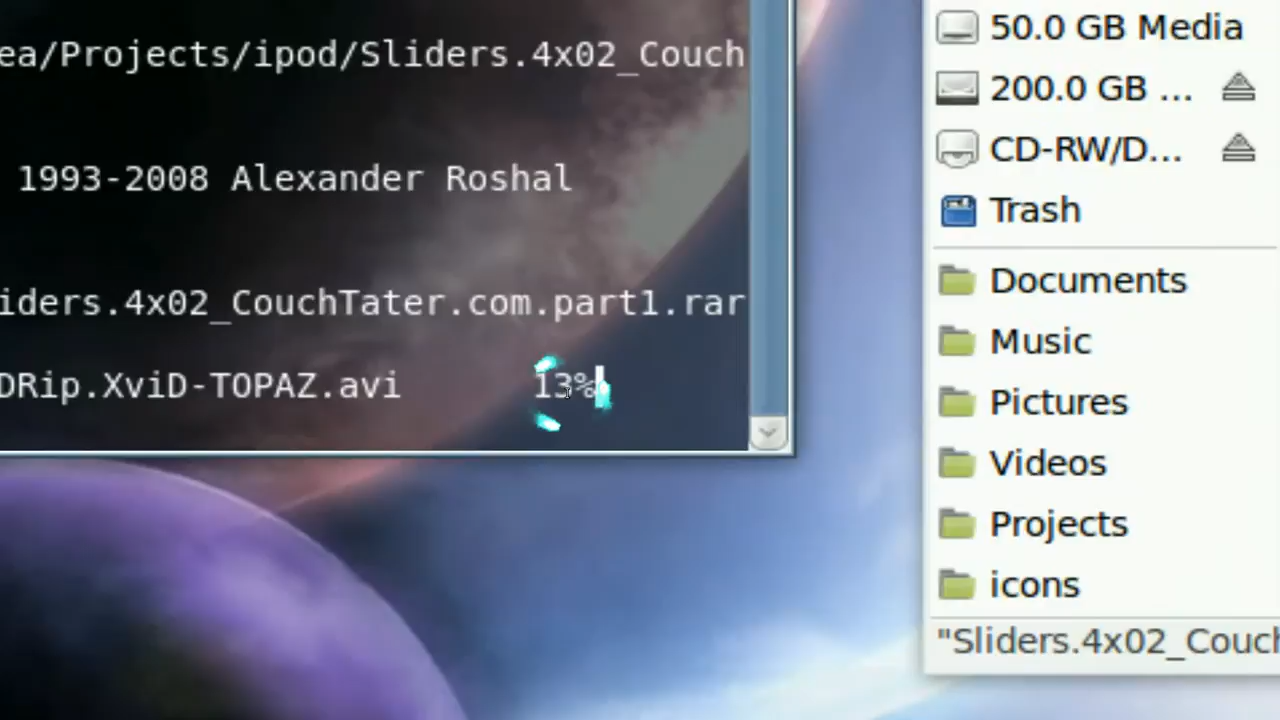 ea/Projects/ipod/Sliders.4x02_Couch
1993-2008 Alexander Roshal
iders.4x02_CouchTater.com.part1.rar
DRip.XviD-TOPAZ.avi 13%
50.0 GB Media
200.0 GB ...
CD-RW/D...
Trash
Documents
Music
Pictures
Videos
Projects
icons
"Sliders.4x02_Couch